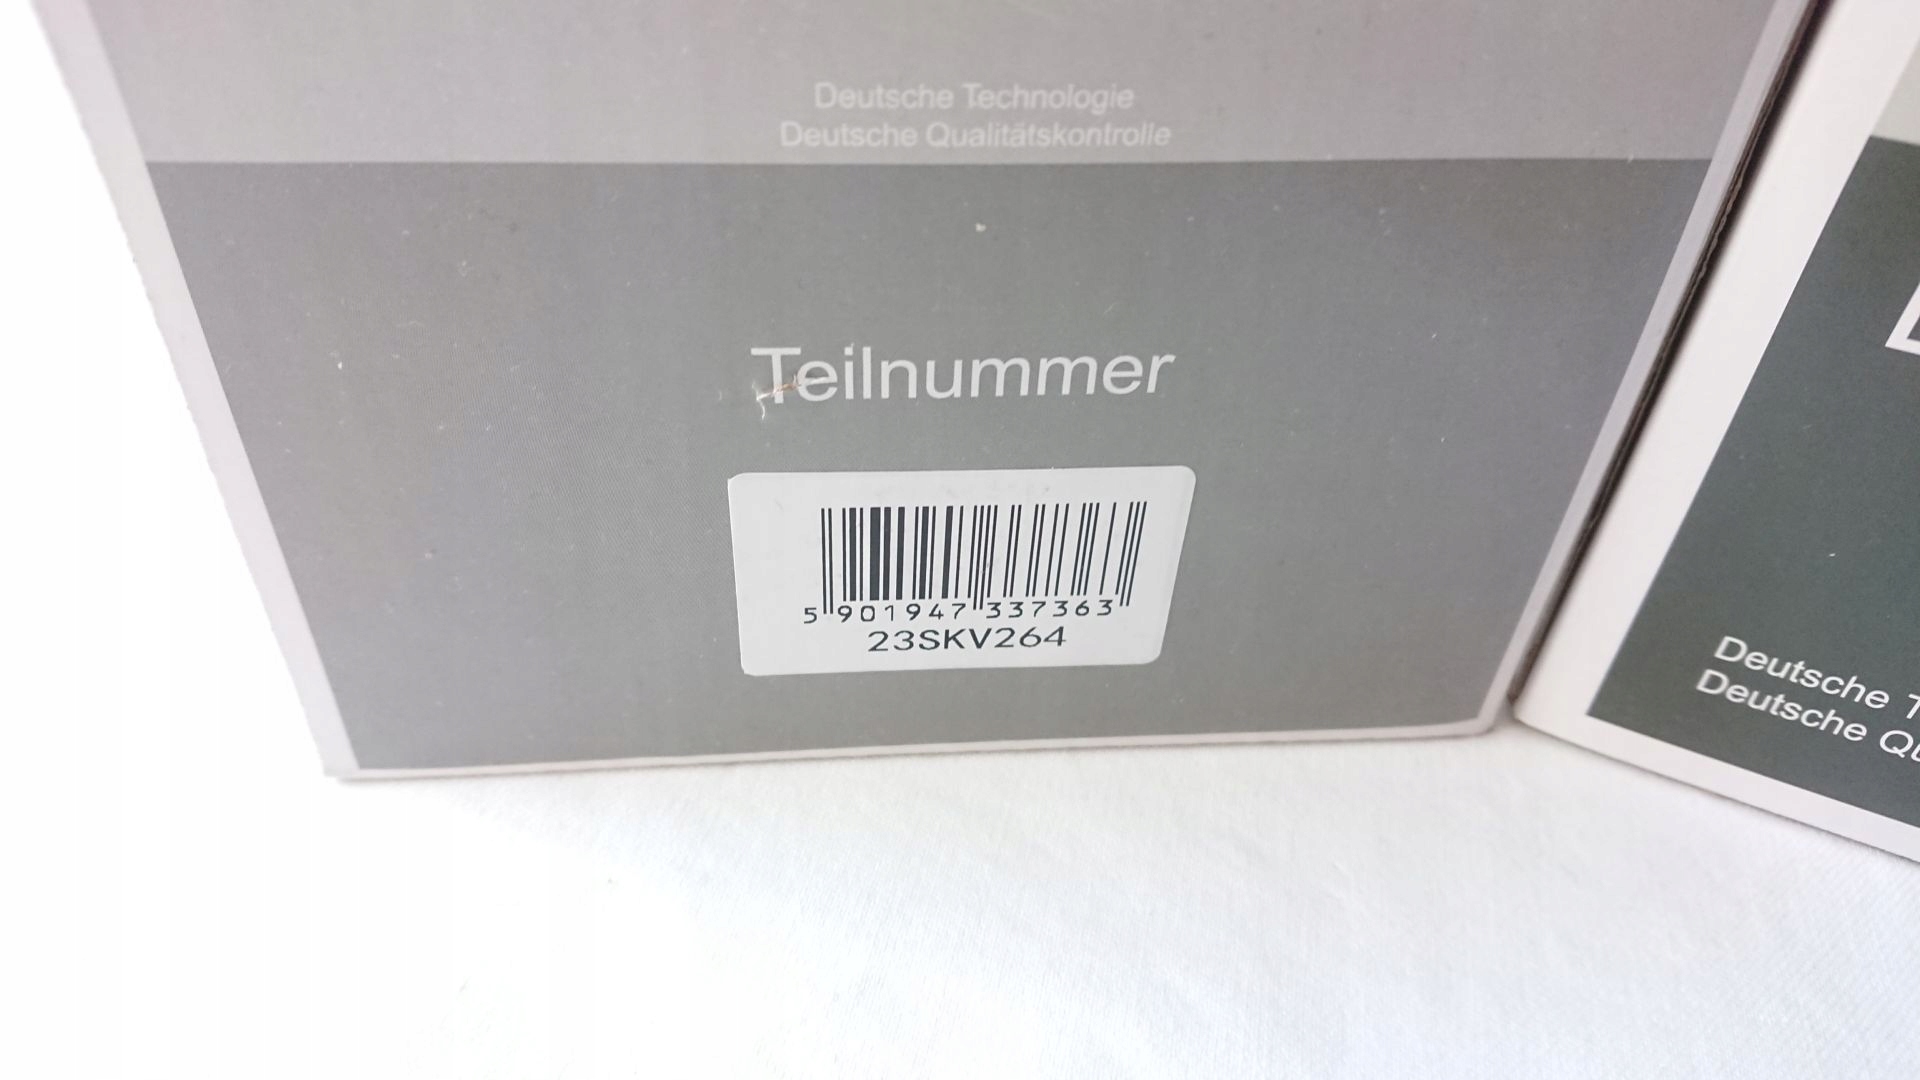 Deutsche Technologie
Deutsche Qualitätskontrolle
Teilnummer
5 901947 337363
23SKV264
Deutsche
Deutsche